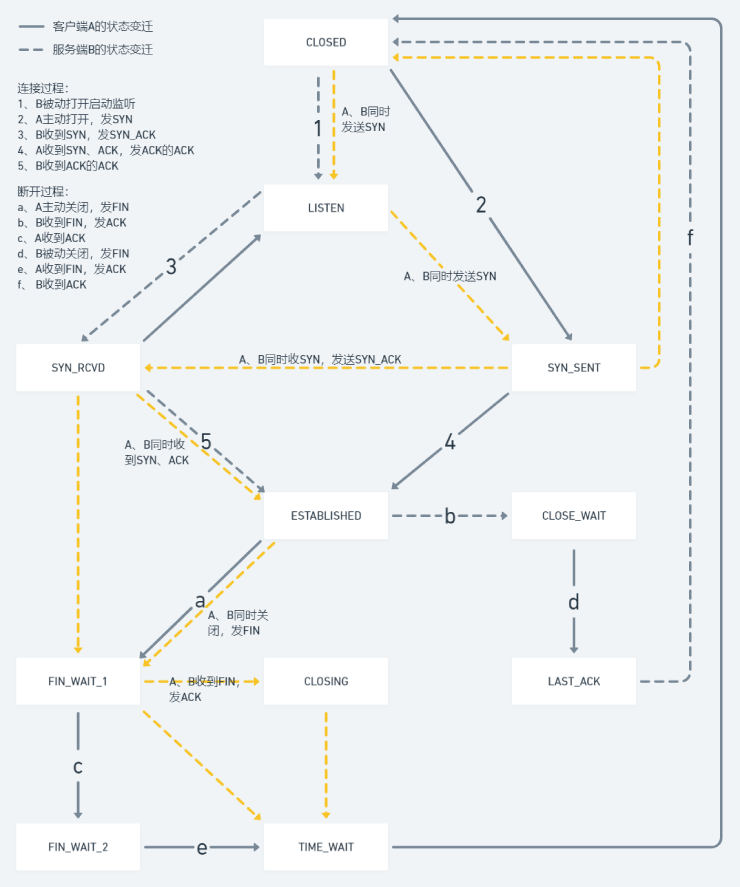 客户端A的状态变迁
服务端B的状态变迁
CLOSED
连接过程：
1、B被动打开启动监听
2、A主动打开，发SYN
3、B收到SYN，发SYN_ACK
4、A收到SYN、ACK，发ACK的ACK
5、B收到ACK的ACK
断开过程：
a、A主动关闭，发FIN
b、B收到FIN，发ACK
c、A收到ACK
d、B被动关闭，发FIN
e、A收到FIN，发ACK
f、 B收到ACK
1
A、B同时
发送SYN
LISTEN
2
f
3
A、B同时发送SYN
SYN_RCVD
A、B同时收SYN，发送SYN_ACK
SYN_SENT
A、B同时收
到SYN、ACK
5
4
ESTABLISHED
b
CLOSE_WAIT
a
A、B同时关
闭，发FIN
d
FIN_WAIT_1
A、B收到FIN，
发ACK
CLOSING
LAST_ACK
c
FIN_WAIT_2
e
TIME_WAIT